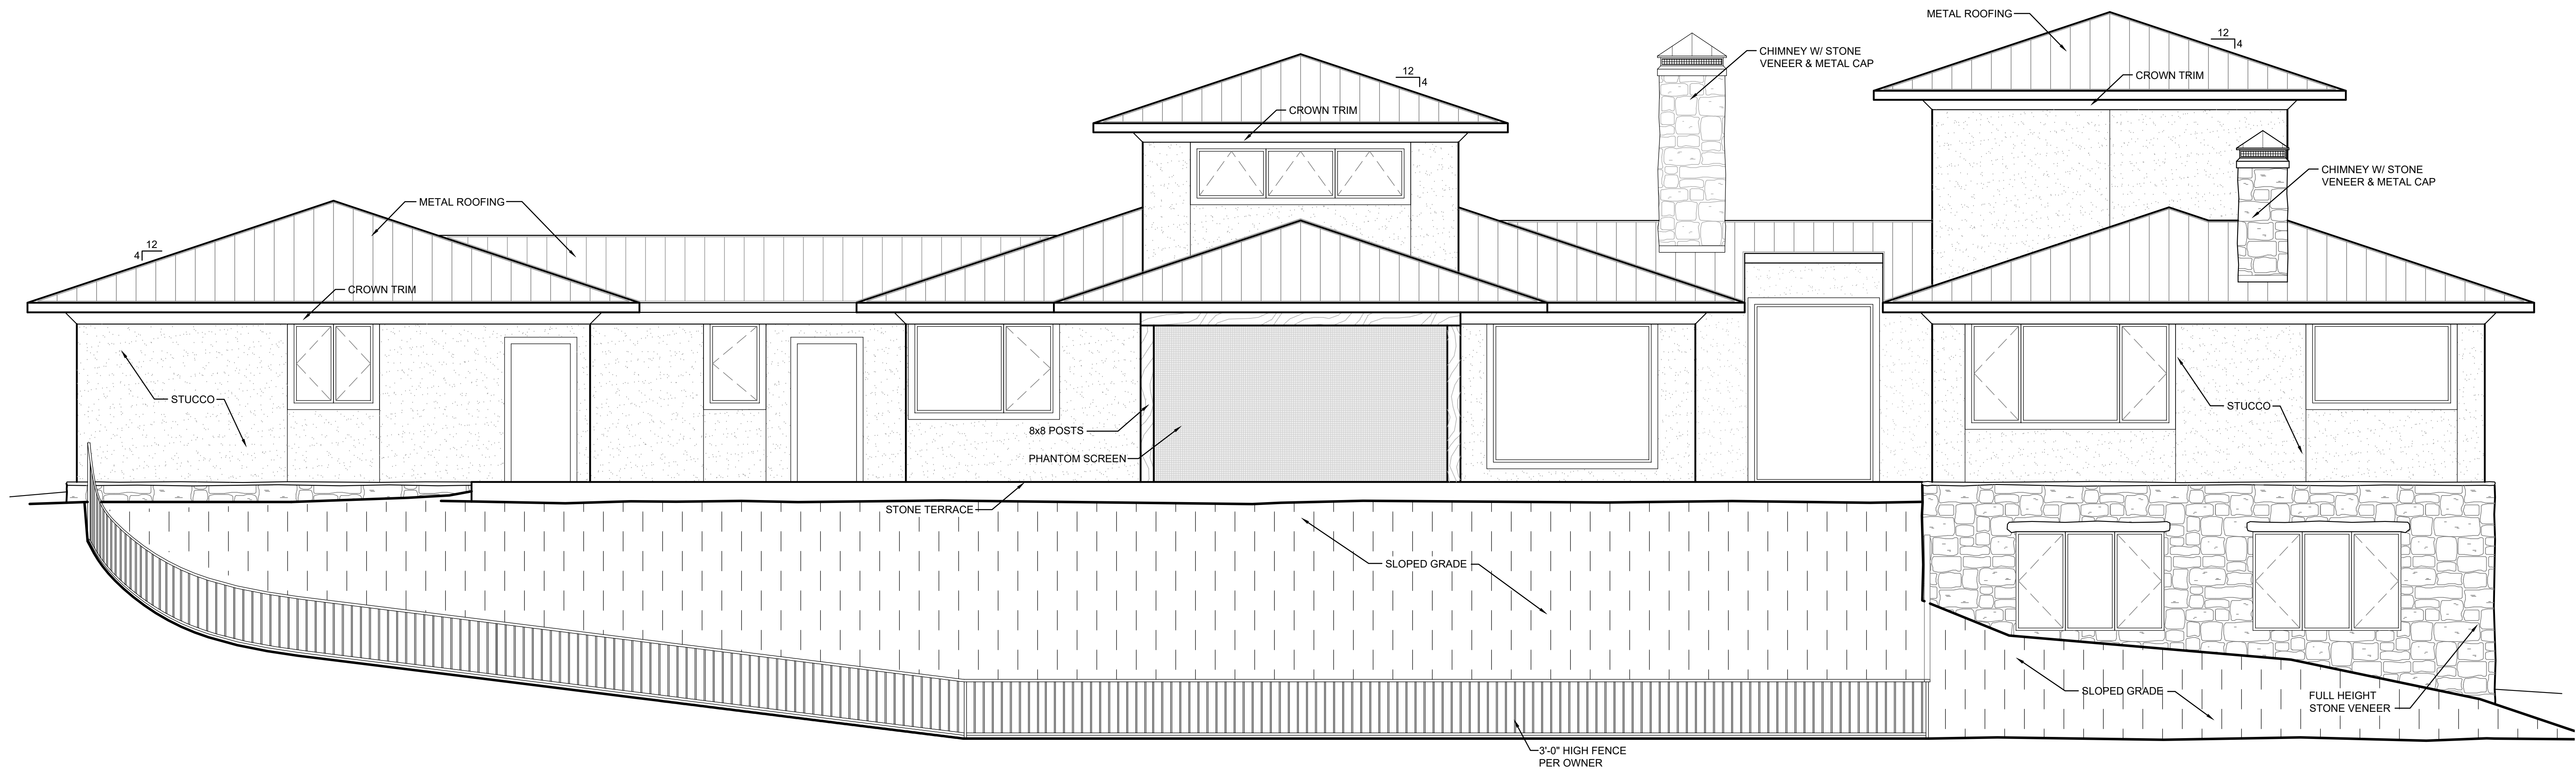 METAL ROOFING
12
4
CHIMNEY W/ STONE
VENEER & METAL CAP
12
4
CROWN TRIM
CROWN TRIM
CHIMNEY W/ STONE
VENEER & METAL CAP
METAL ROOFING
12
4
CROWN TRIM
STUCCO
STUCCO
8x8 POSTS
PHANTOM SCREEN
STONE TERRACE
SLOPED GRADE
SLOPED GRADE
FULL HEIGHT
STONE VENEER
3'-0" HIGH FENCE
PER OWNER